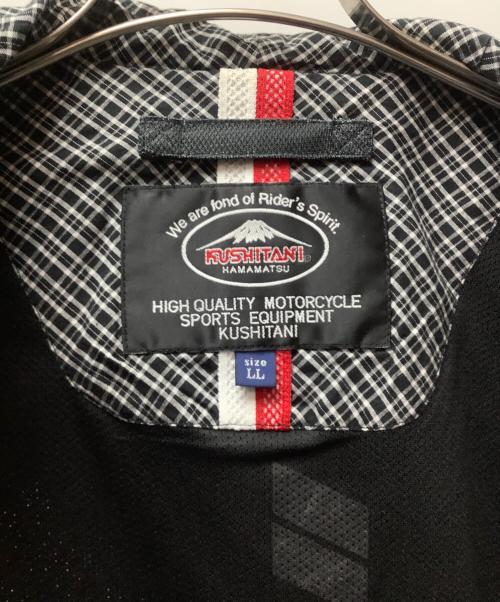 We are fond of Rider's Spirit.
KUSHITANI®
HAMAMATSU
HIGH QUALITY MOTORCYCLE
SPORTS EQUIPMENT
KUSHITANI
size
LL